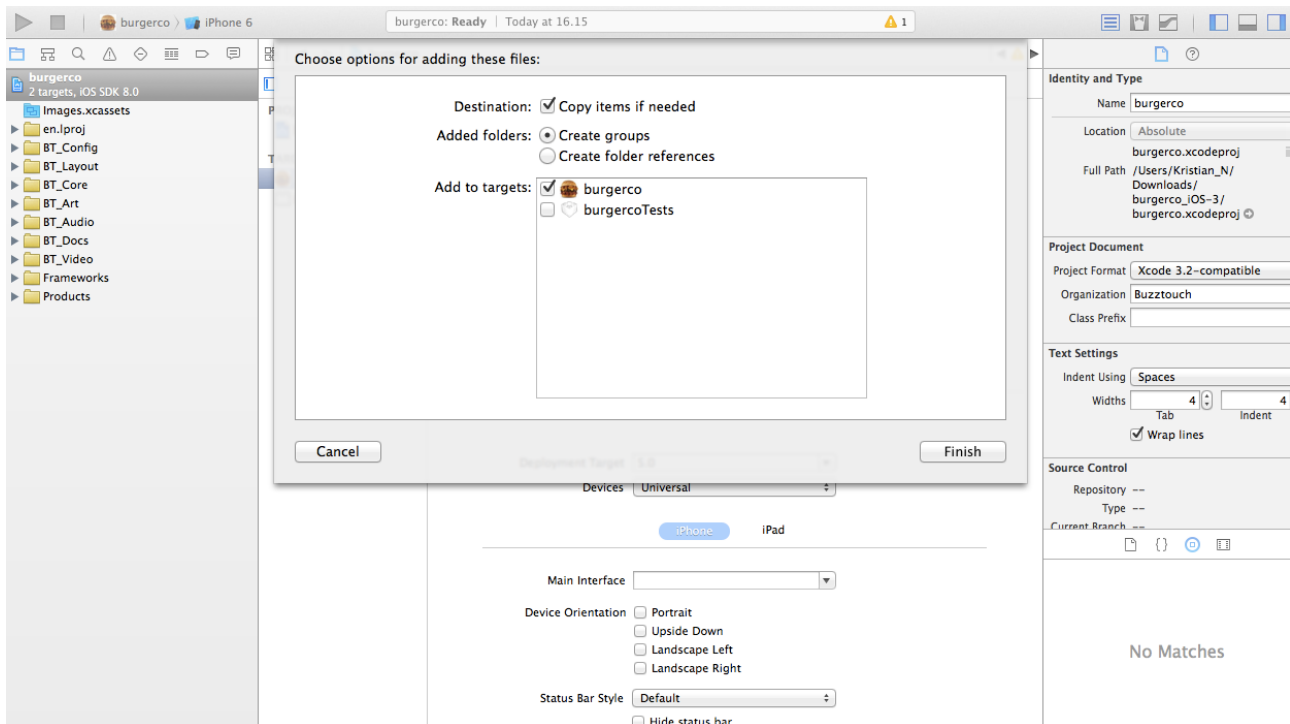 burgerco
iPhone 6
burgerco: Ready | Today at 16.15
1
burgerco
2 targets, iOS SDK 8.0
Images.xcassets
en.lproj
BT_Config
BT_Layout
BT_Core
BT_Art
BT_Audio
BT_Docs
BT_Video
Frameworks
Products
Choose options for adding these files:
Destination: Copy items if needed
Added folders: Create groups
Create folder references
Add to targets: burgerco
burgercoTests
Cancel
Finish
Deployment Target 5.0
Devices Universal
iPhone iPad
Main Interface
Device Orientation Portrait
Upside Down
Landscape Left
Landscape Right
Status Bar Style Default
Hide status bar
Identity and Type
Name burgerco
Location Absolute
burgerco.xcodeproj
Full Path /Users/Kristian_N/
Downloads/
burgerco_iOS-3/
burgerco.xcodeproj
Project Document
Project Format Xcode 3.2-compatible
Organization Buzztouch
Class Prefix
Text Settings
Indent Using Spaces
Widths 4 4
Tab Indent
Wrap lines
Source Control
Repository --
Type --
Current Branch --
{}
No Matches